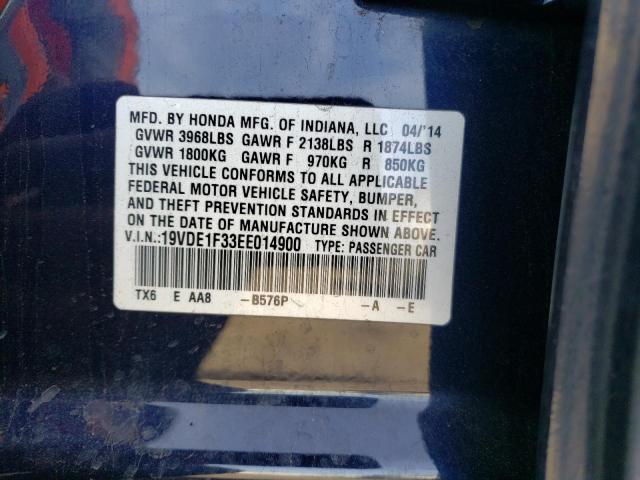 MFD. BY HONDA MFG. OF INDIANA, LLC 04/'14
GVWR 3968LBS GAWR F 2138LBS R 1874LBS
GVWR 1800KG GAWR F 970KG R 850KG
THIS VEHICLE CONFORMS TO ALL APPLICABLE
FEDERAL MOTOR VEHICLE SAFETY, BUMPER,
AND THEFT PREVENTION STANDARDS IN EFFECT
ON THE DATE OF MANUFACTURE SHOWN ABOVE.
V.I.N.:19VDE1F33EE014900 TYPE: PASSENGER CAR
TX6 E AA8 -B576P -A -E